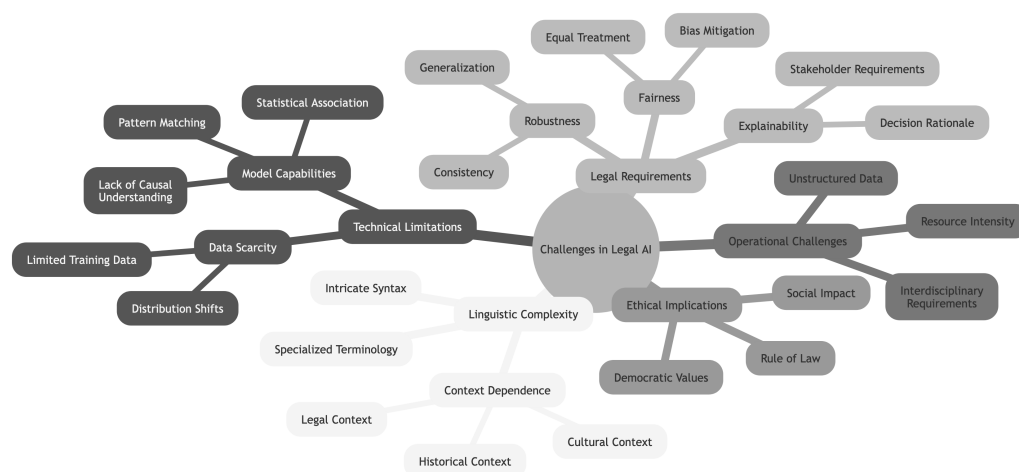 Equal Treatment
Bias Mitigation
Generalization
Stakeholder Requirements
Statistical Association
Fairness
Pattern Matching
Robustness
Explainability
Decision Rationale
Model Capabilities
Consistency
Legal Requirements
Lack of Causal
Understanding
Unstructured Data
Technical Limitations
Resource Intensity
Data Scarcity
Challenges in Legal AI
Operational Challenges
Limited Training Data
Intricate Syntax
Social Impact
Interdisciplinary
Requirements
Distribution Shifts
Linguistic Complexity
Ethical Implications
Specialized Terminology
Rule of Law
Democratic Values
Context Dependence
Legal Context
Cultural Context
Historical Context